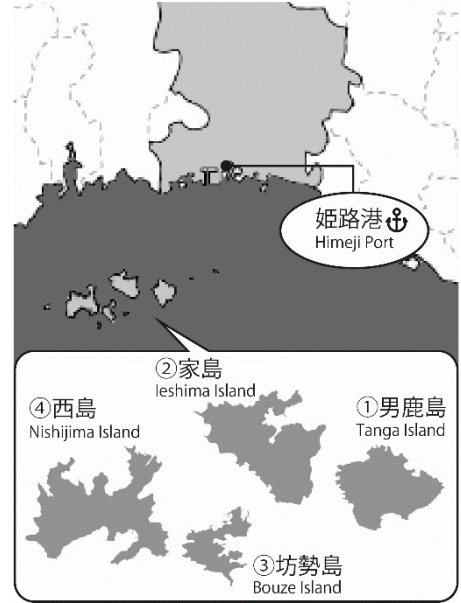 姫路港
Himeji Port
②家島
Ieshima Island
④西島
Nishijima Island
①男鹿島
Tanga Island
③坊勢島
Bouze Island